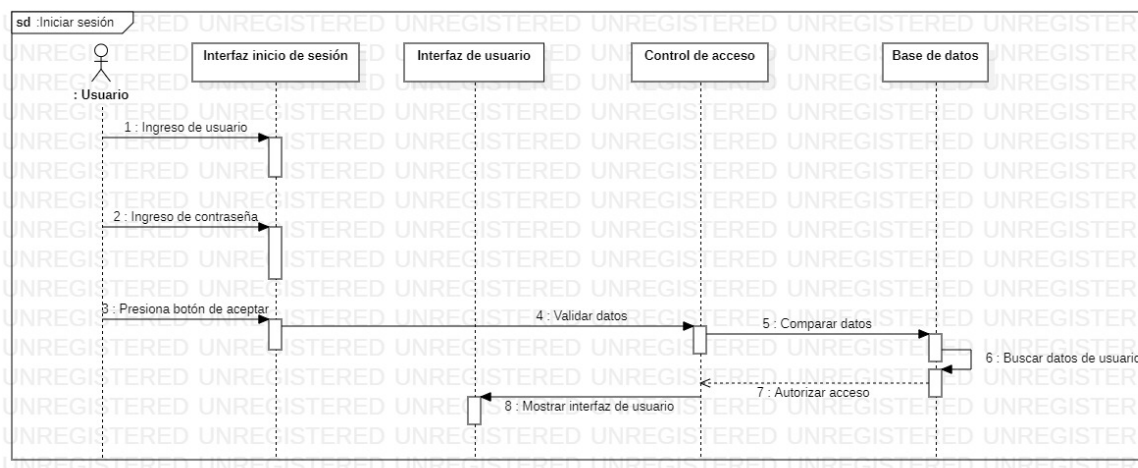 sd :Iniciar sesión
: Usuario
Interfaz inicio de sesión
Interfaz de usuario
Control de acceso
Base de datos
1 : Ingreso de usuario
2 : Ingreso de contraseña
3 : Presiona botón de aceptar
4 : Validar datos
5 : Comparar datos
6 : Buscar datos de usuario
7 : Autorizar acceso
8 : Mostrar interfaz de usuario
UNREGISTERED